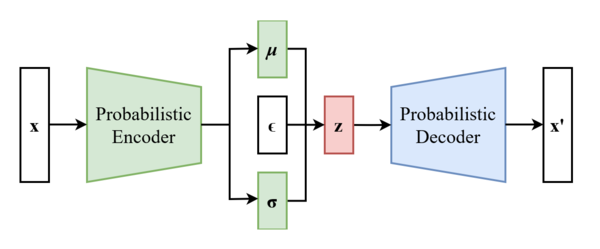 x
Probabilistic
Encoder
μ
ϵ
σ
z
Probabilistic
Decoder
x'